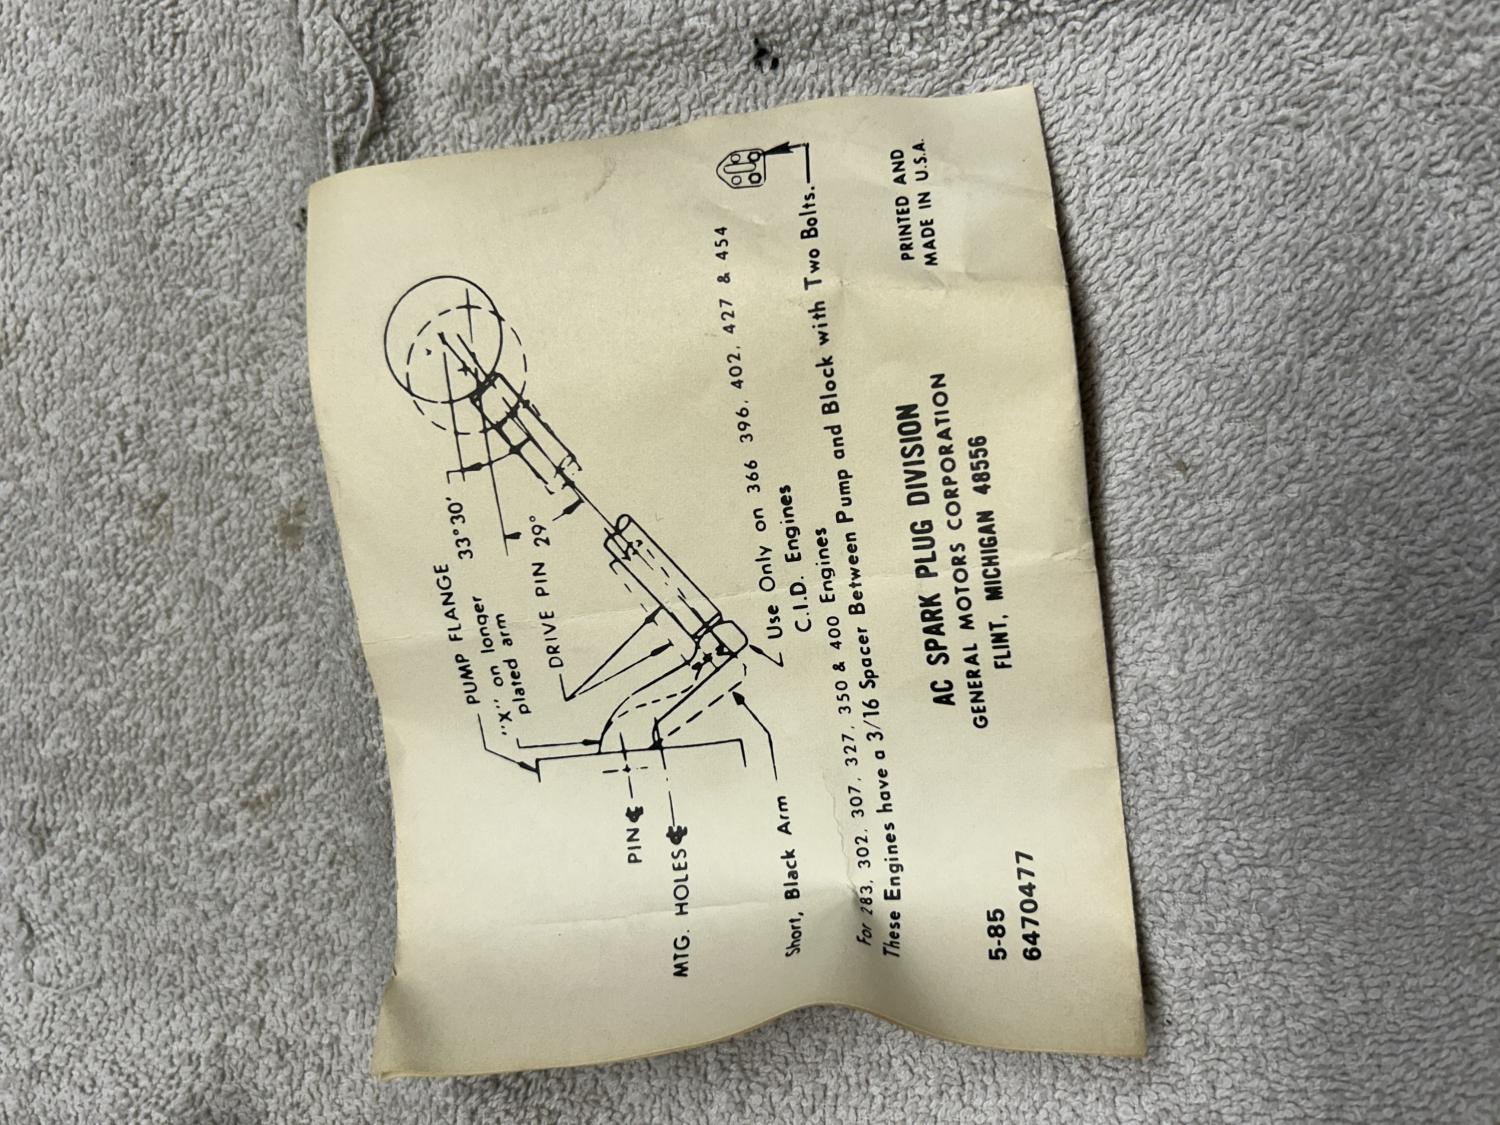 PUMP FLANGE
33°30'
"X" on longer
plated arm
DRIVE PIN 29°
PIN ℄
MTG. HOLES ℄
Short, Black Arm
Use Only on 366 396, 402, 427 & 454
C.I.D. Engines
For 283, 302, 307, 327, 350 & 400 Engines
These Engines have a 3/16 Spacer Between Pump and Block with Two Bolts.
AC SPARK PLUG DIVISION
GENERAL MOTORS CORPORATION
FLINT, MICHIGAN 48556
5-85
6470477
PRINTED AND
MADE IN U.S.A.